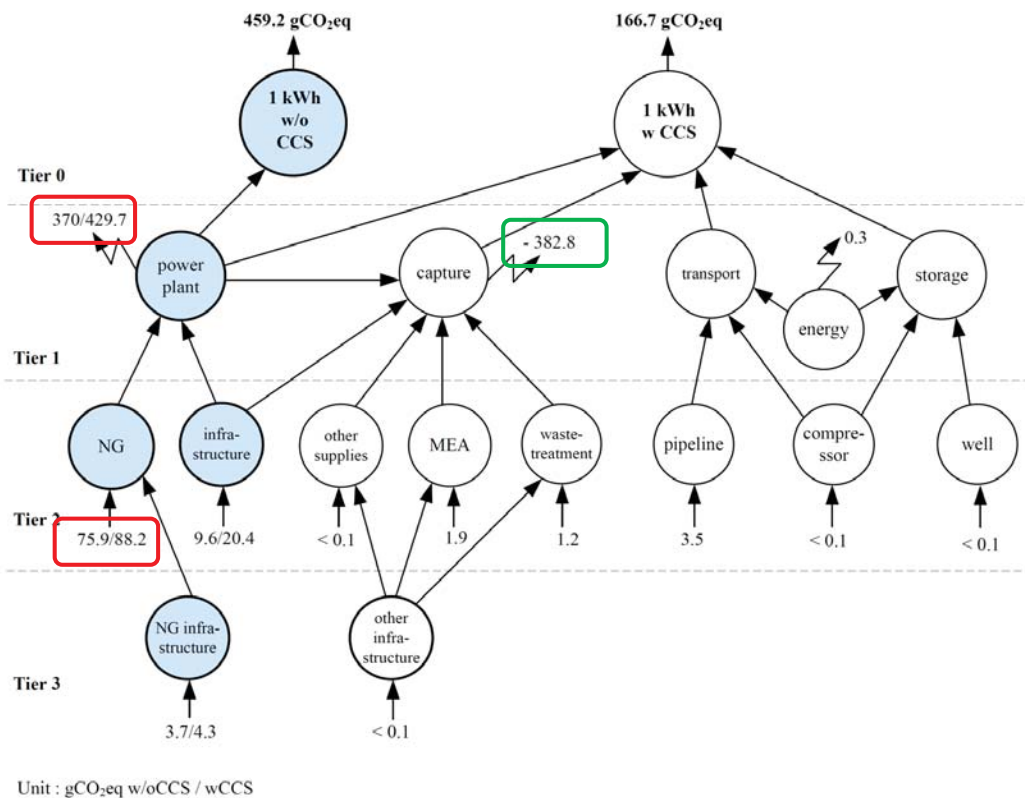 459.2 gCO₂eq
166.7 gCO₂eq
1 kWh
w/o
CCS
1 kWh
w CCS
Tier 0
370/429.7
- 382.8
0.3
power
plant
capture
transport
storage
energy
Tier 1
NG
infra-
structure
other
supplies
MEA
waste-
treatment
pipeline
compre-
ssor
well
Tier 2
75.9/88.2
9.6/20.4
< 0.1
1.9
1.2
3.5
< 0.1
< 0.1
NG infra-
structure
other
infra-
structure
Tier 3
3.7/4.3
< 0.1
Unit : gCO₂eq w/oCCS / wCCS